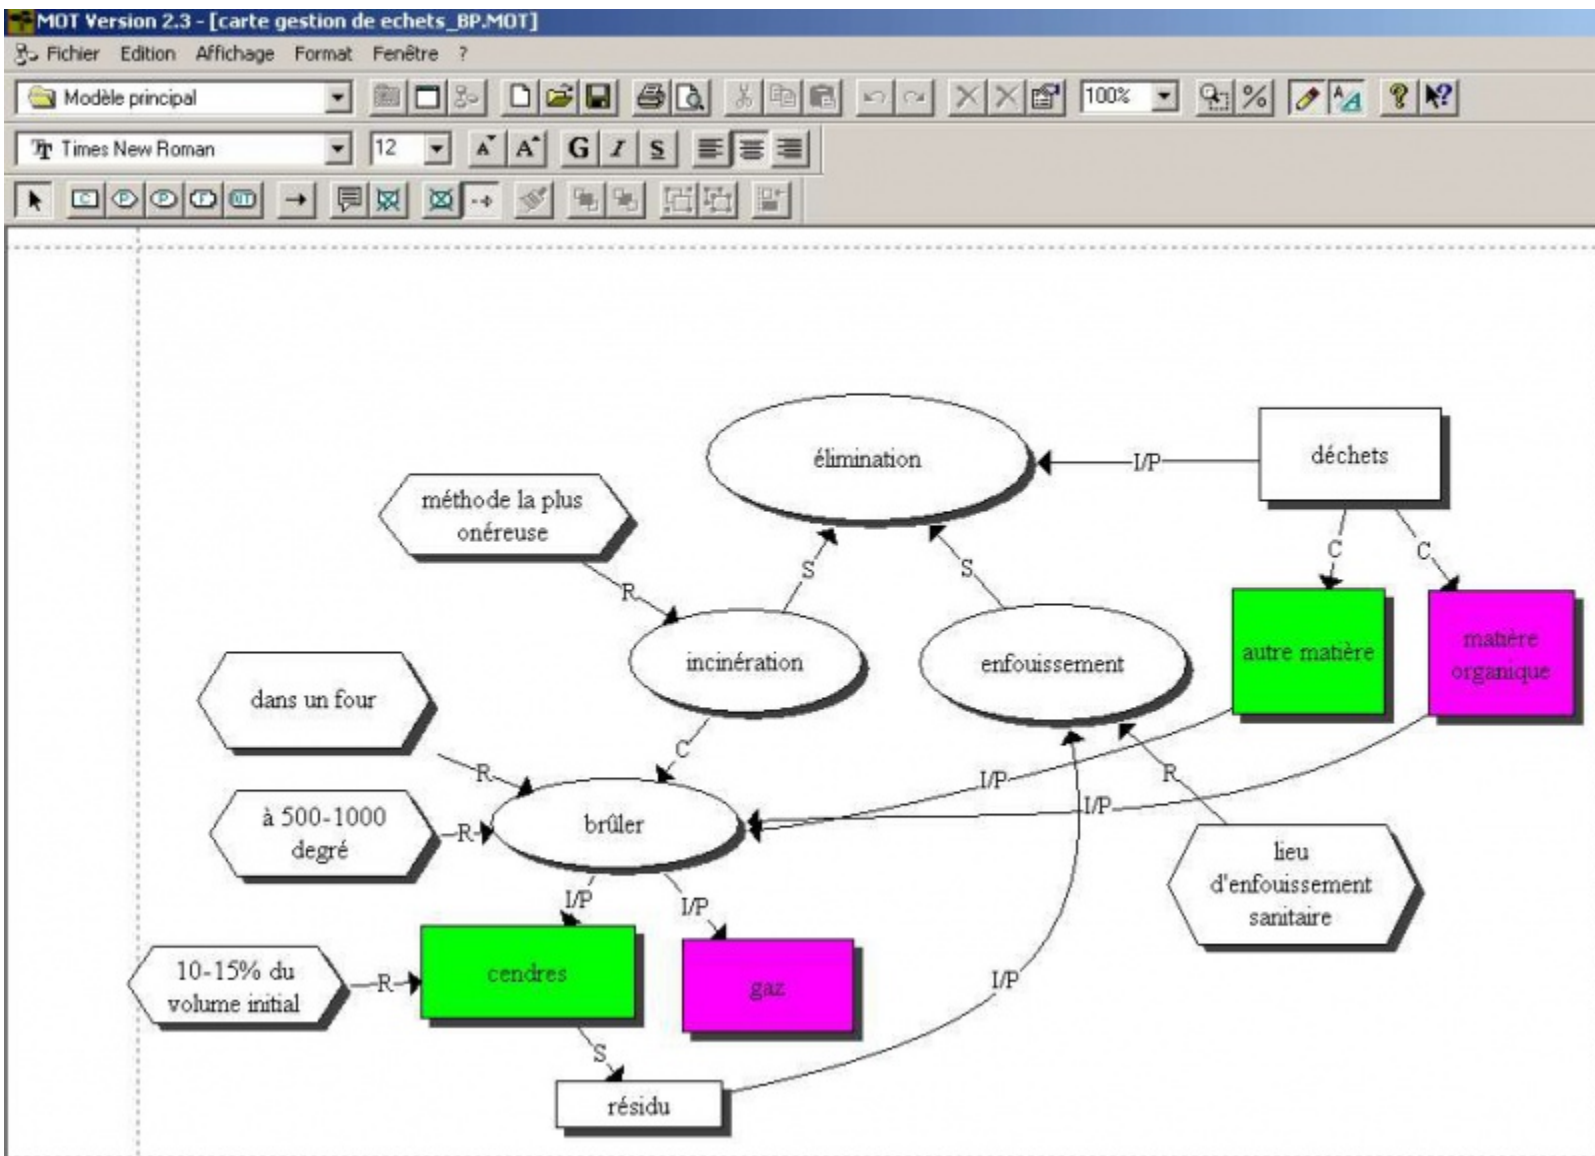 MOT Version 2.3 - [carte gestion de echets_BP.MOT]
Fichier Edition Affichage Format Fenêtre ?
Modèle principal
100%
Times New Roman
12
G I S
C P P F NT
élimination
I/P
déchets
méthode la plus
onéreuse
C
C
S
S
R
incinération
enfouissement
autre matière
matière
organique
dans un four
C
R
R
I/P
I/P
à 500-1000
degré
R
brûler
lieu
d'enfouissement
sanitaire
I/P
I/P
10-15% du
volume initial
R
cendres
gaz
I/P
S
résidu